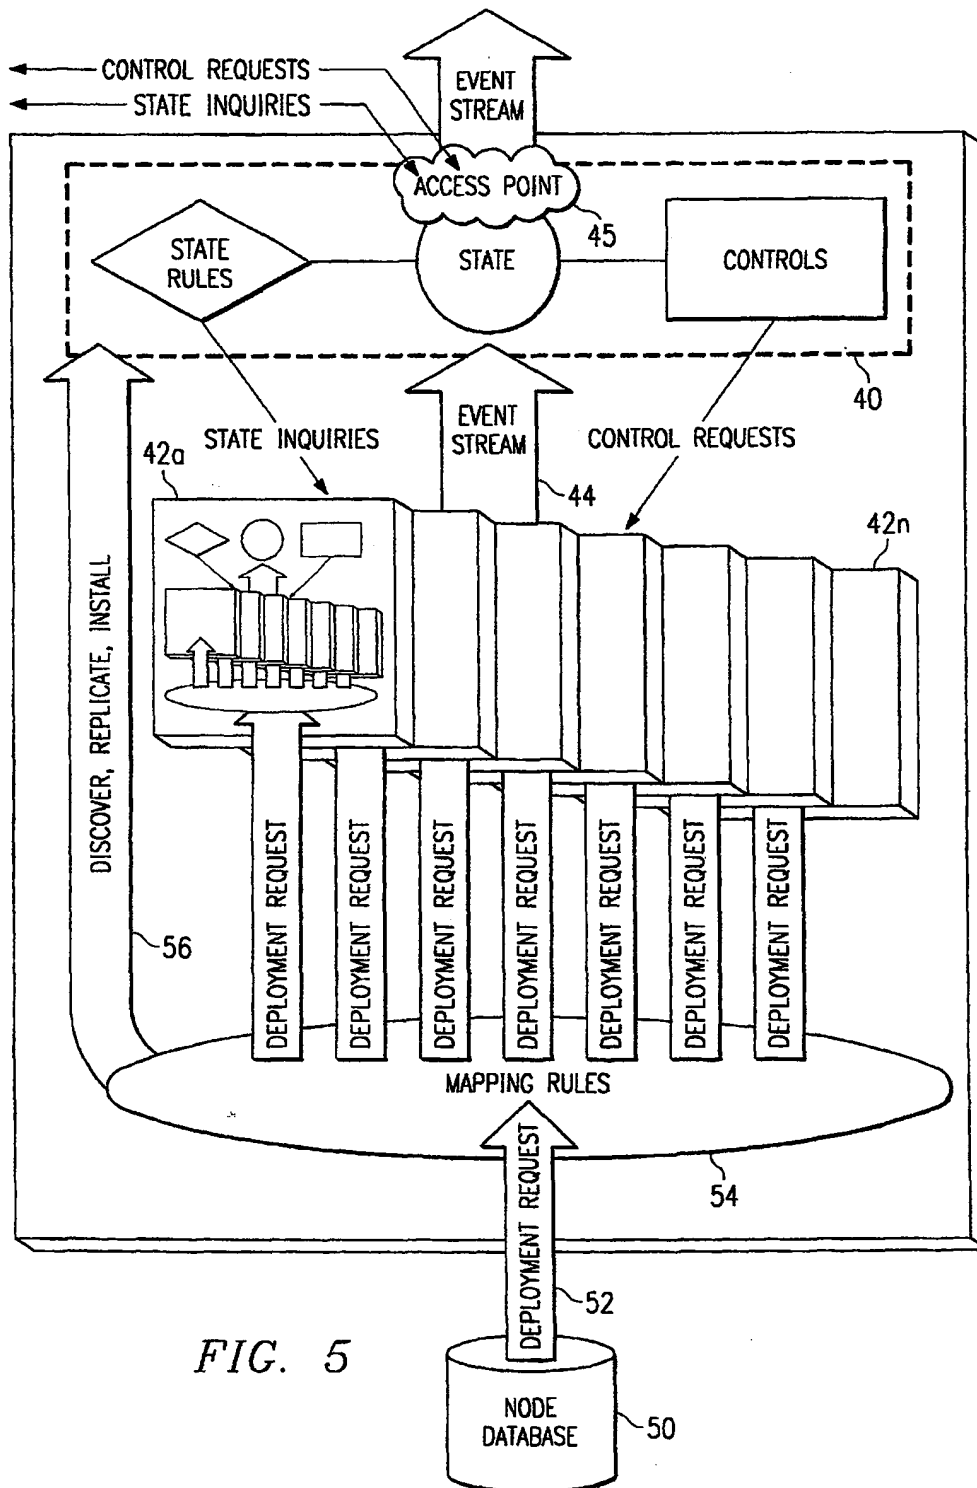 CONTROL REQUESTS
STATE INQUIRIES
EVENT
STREAM
ACCESS POINT
45
STATE
RULES
STATE
CONTROLS
40
STATE INQUIRIES
EVENT
STREAM
CONTROL REQUESTS
42a
44
42n
DISCOVER, REPLICATE, INSTALL
56
DEPLOYMENT REQUEST
DEPLOYMENT REQUEST
DEPLOYMENT REQUEST
DEPLOYMENT REQUEST
DEPLOYMENT REQUEST
DEPLOYMENT REQUEST
DEPLOYMENT REQUEST
MAPPING RULES
54
DEPLOYMENT REQUEST
52
FIG. 5
NODE
DATABASE
50